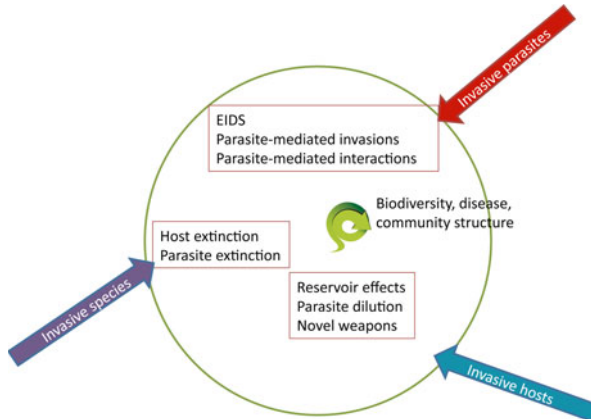 Invasive parasites
EIDS
Parasite-mediated invasions
Parasite-mediated interactions
Biodiversity, disease,
community structure
Host extinction
Parasite extinction
Reservoir effects
Parasite dilution
Novel weapons
Invasive species
Invasive hosts